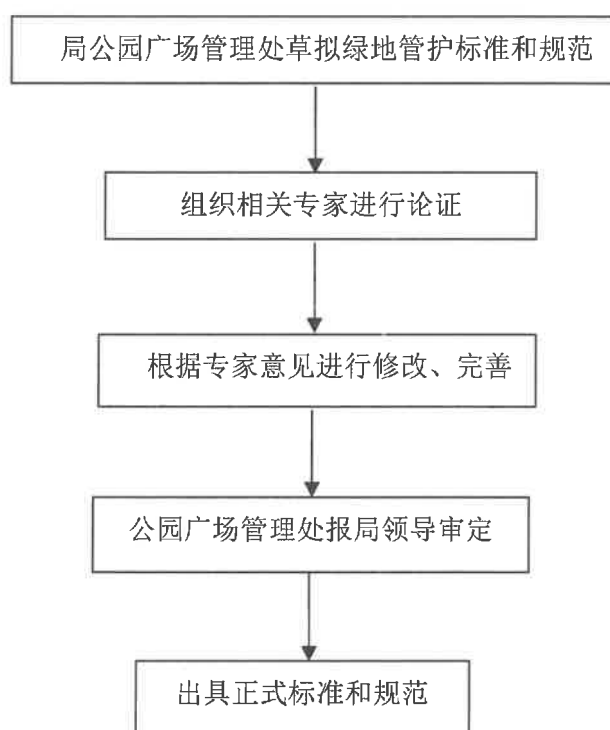 局公园广场管理处草拟绿地管护标准和规范
组织相关专家进行论证
根据专家意见进行修改、完善
公园广场管理处报局领导审定
出具正式标准和规范